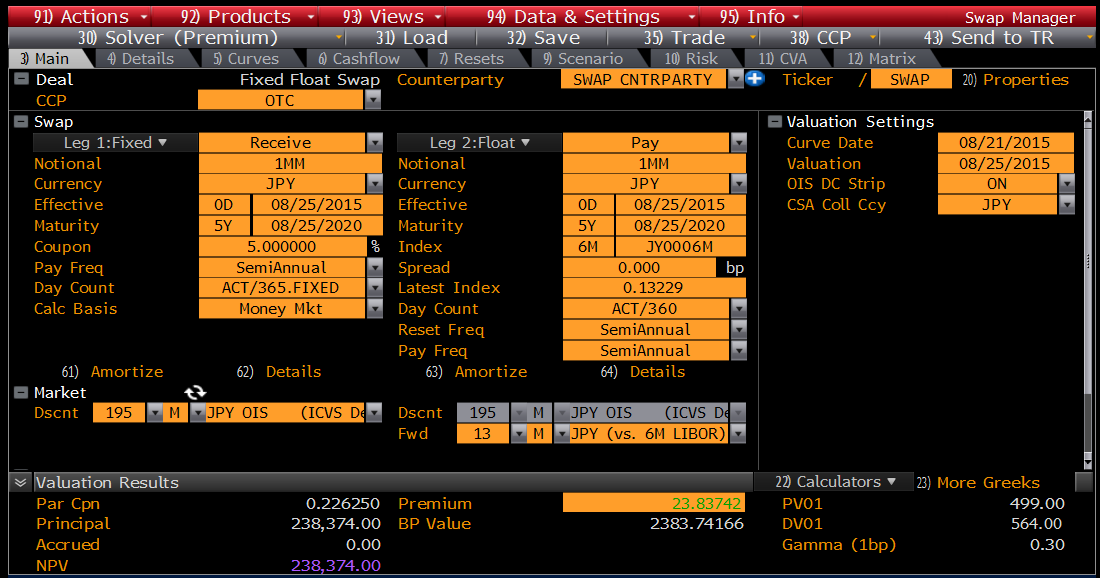 91) Actions 92) Products 93) Views 94) Data & Settings 95) Info Swap Manager
30) Solver (Premium) 31) Load 32) Save 35) Trade 38) CCP 43) Send to TR
3) Main 4) Details 5) Curves 6) Cashflow 7) Resets 9) Scenario 10) Risk 11) CVA 12) Matrix
Deal Fixed Float Swap Counterparty SWAP CNTRPARTY Ticker / SWAP 20) Properties
CCP OTC
Swap Valuation Settings
Leg 1:Fixed Receive Leg 2:Float Pay Curve Date 08/21/2015
Notional 1MM Notional 1MM Valuation 08/25/2015
Currency JPY Currency JPY OIS DC Strip ON
Effective 0D 08/25/2015 Effective 0D 08/25/2015 CSA Coll Ccy JPY
Maturity 5Y 08/25/2020 Maturity 5Y 08/25/2020
Coupon 5.000000 % Index 6M JY0006M
Pay Freq SemiAnnual Spread 0.000 bp
Day Count ACT/365.FIXED Latest Index 0.13229
Calc Basis Money Mkt Day Count ACT/360
Reset Freq SemiAnnual
Pay Freq SemiAnnual
61) Amortize 62) Details 63) Amortize 64) Details
Market
Dscnt 195 M JPY OIS (ICVS De Dscnt 195 M JPY OIS (ICVS De
Fwd 13 M JPY (vs. 6M LIBOR)
Valuation Results 22) Calculators 23) More Greeks
Par Cpn 0.226250 Premium 23.83742 PV01 499.00
Principal 238,374.00 BP Value 2383.74166 DV01 564.00
Accrued 0.00 Gamma (1bp) 0.30
NPV 238,374.00